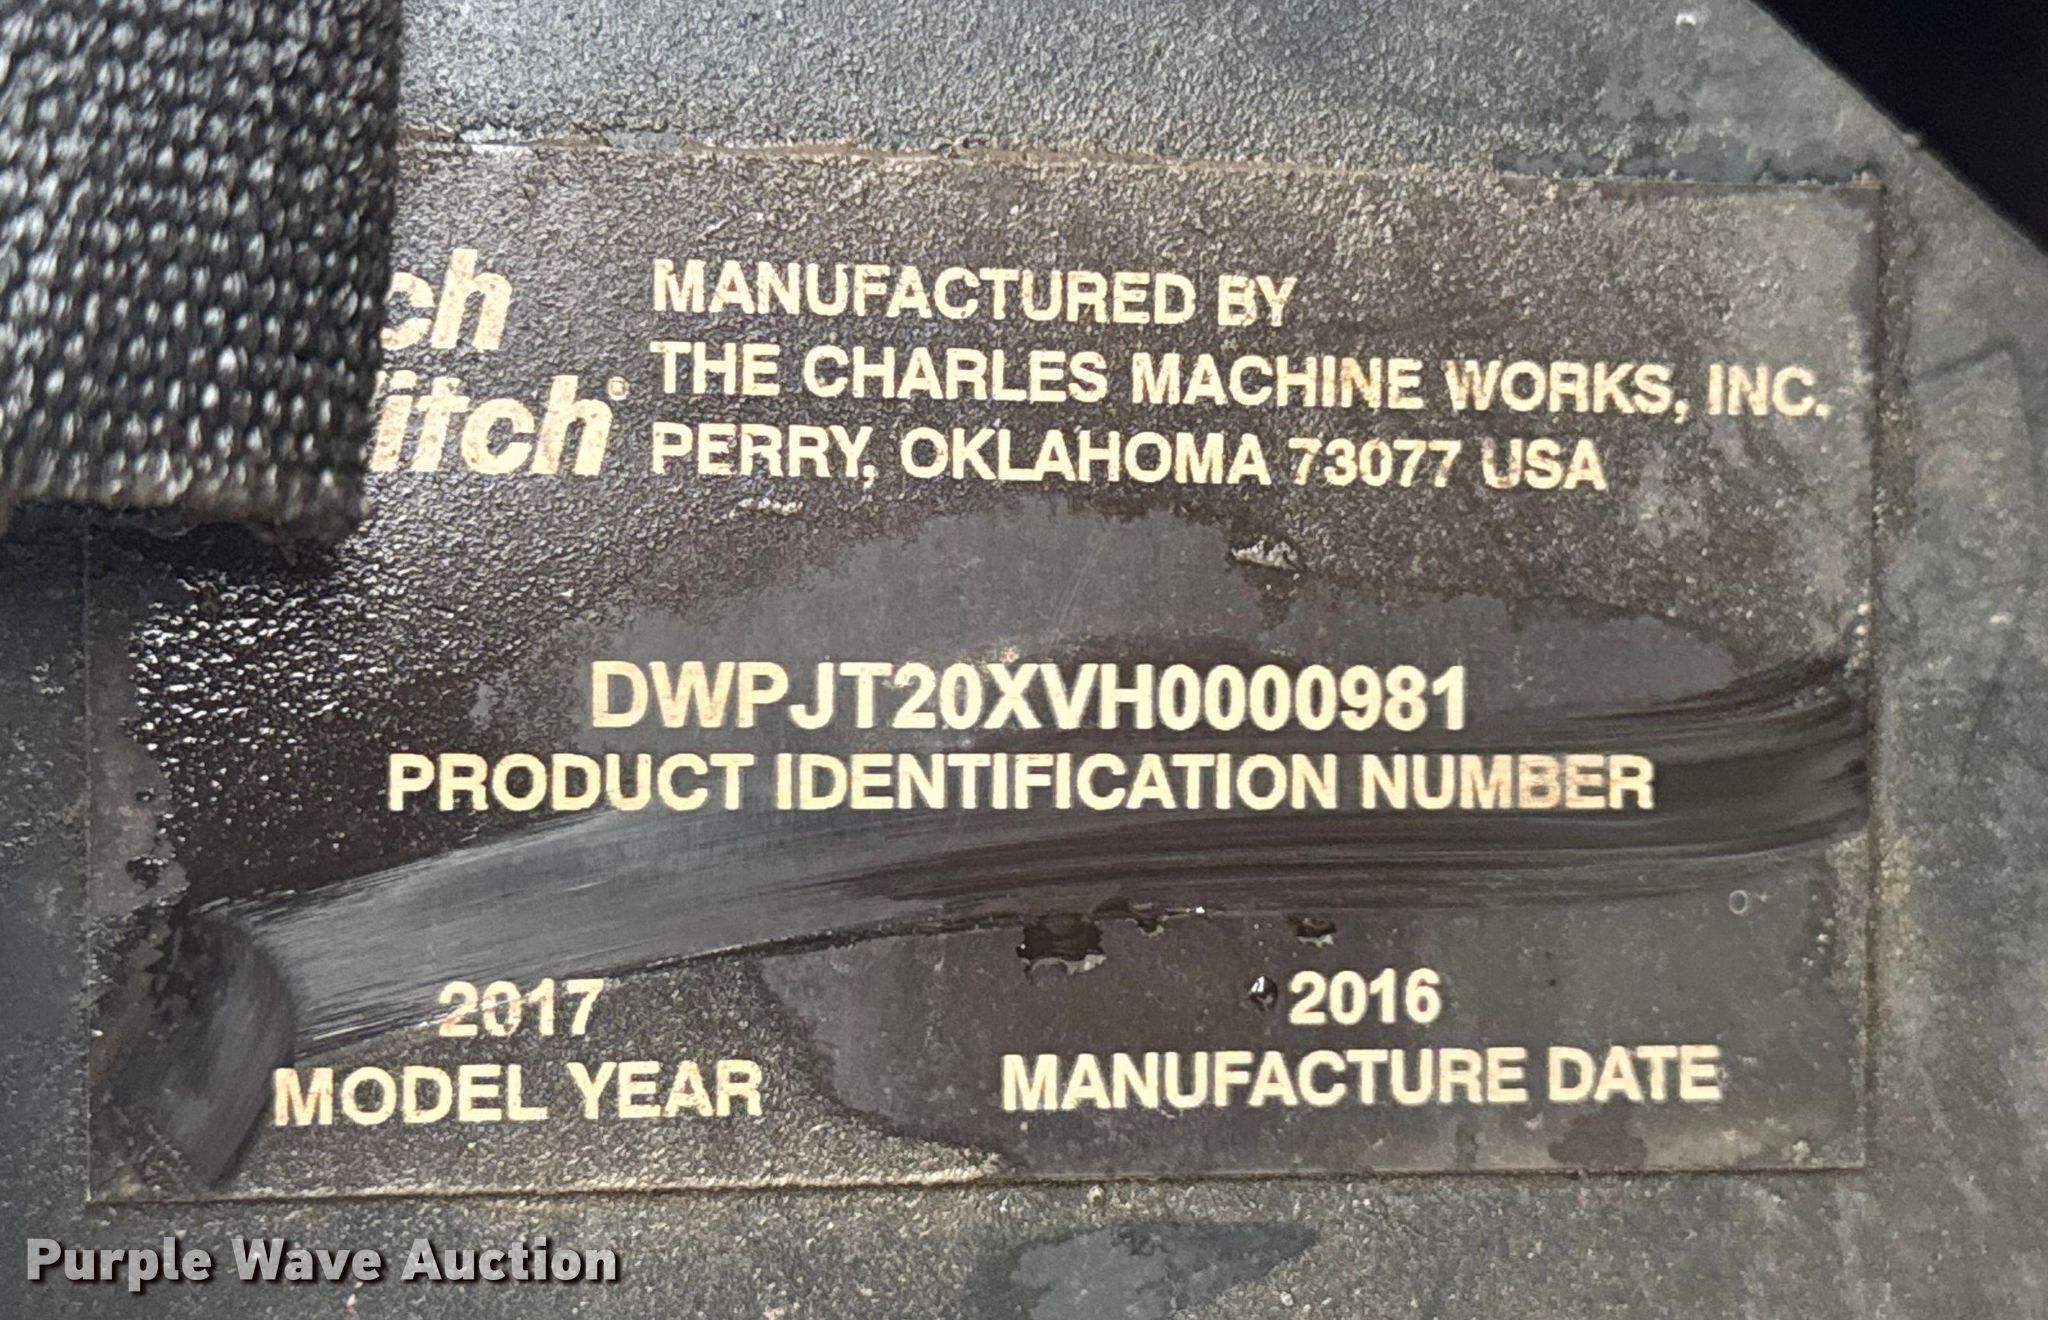 ch
itch®
MANUFACTURED BY
THE CHARLES MACHINE WORKS, INC.
PERRY, OKLAHOMA 73077 USA
DWPJT20XVH0000981
PRODUCT IDENTIFICATION NUMBER
2017
MODEL YEAR
2016
MANUFACTURE DATE
Purple Wave Auction